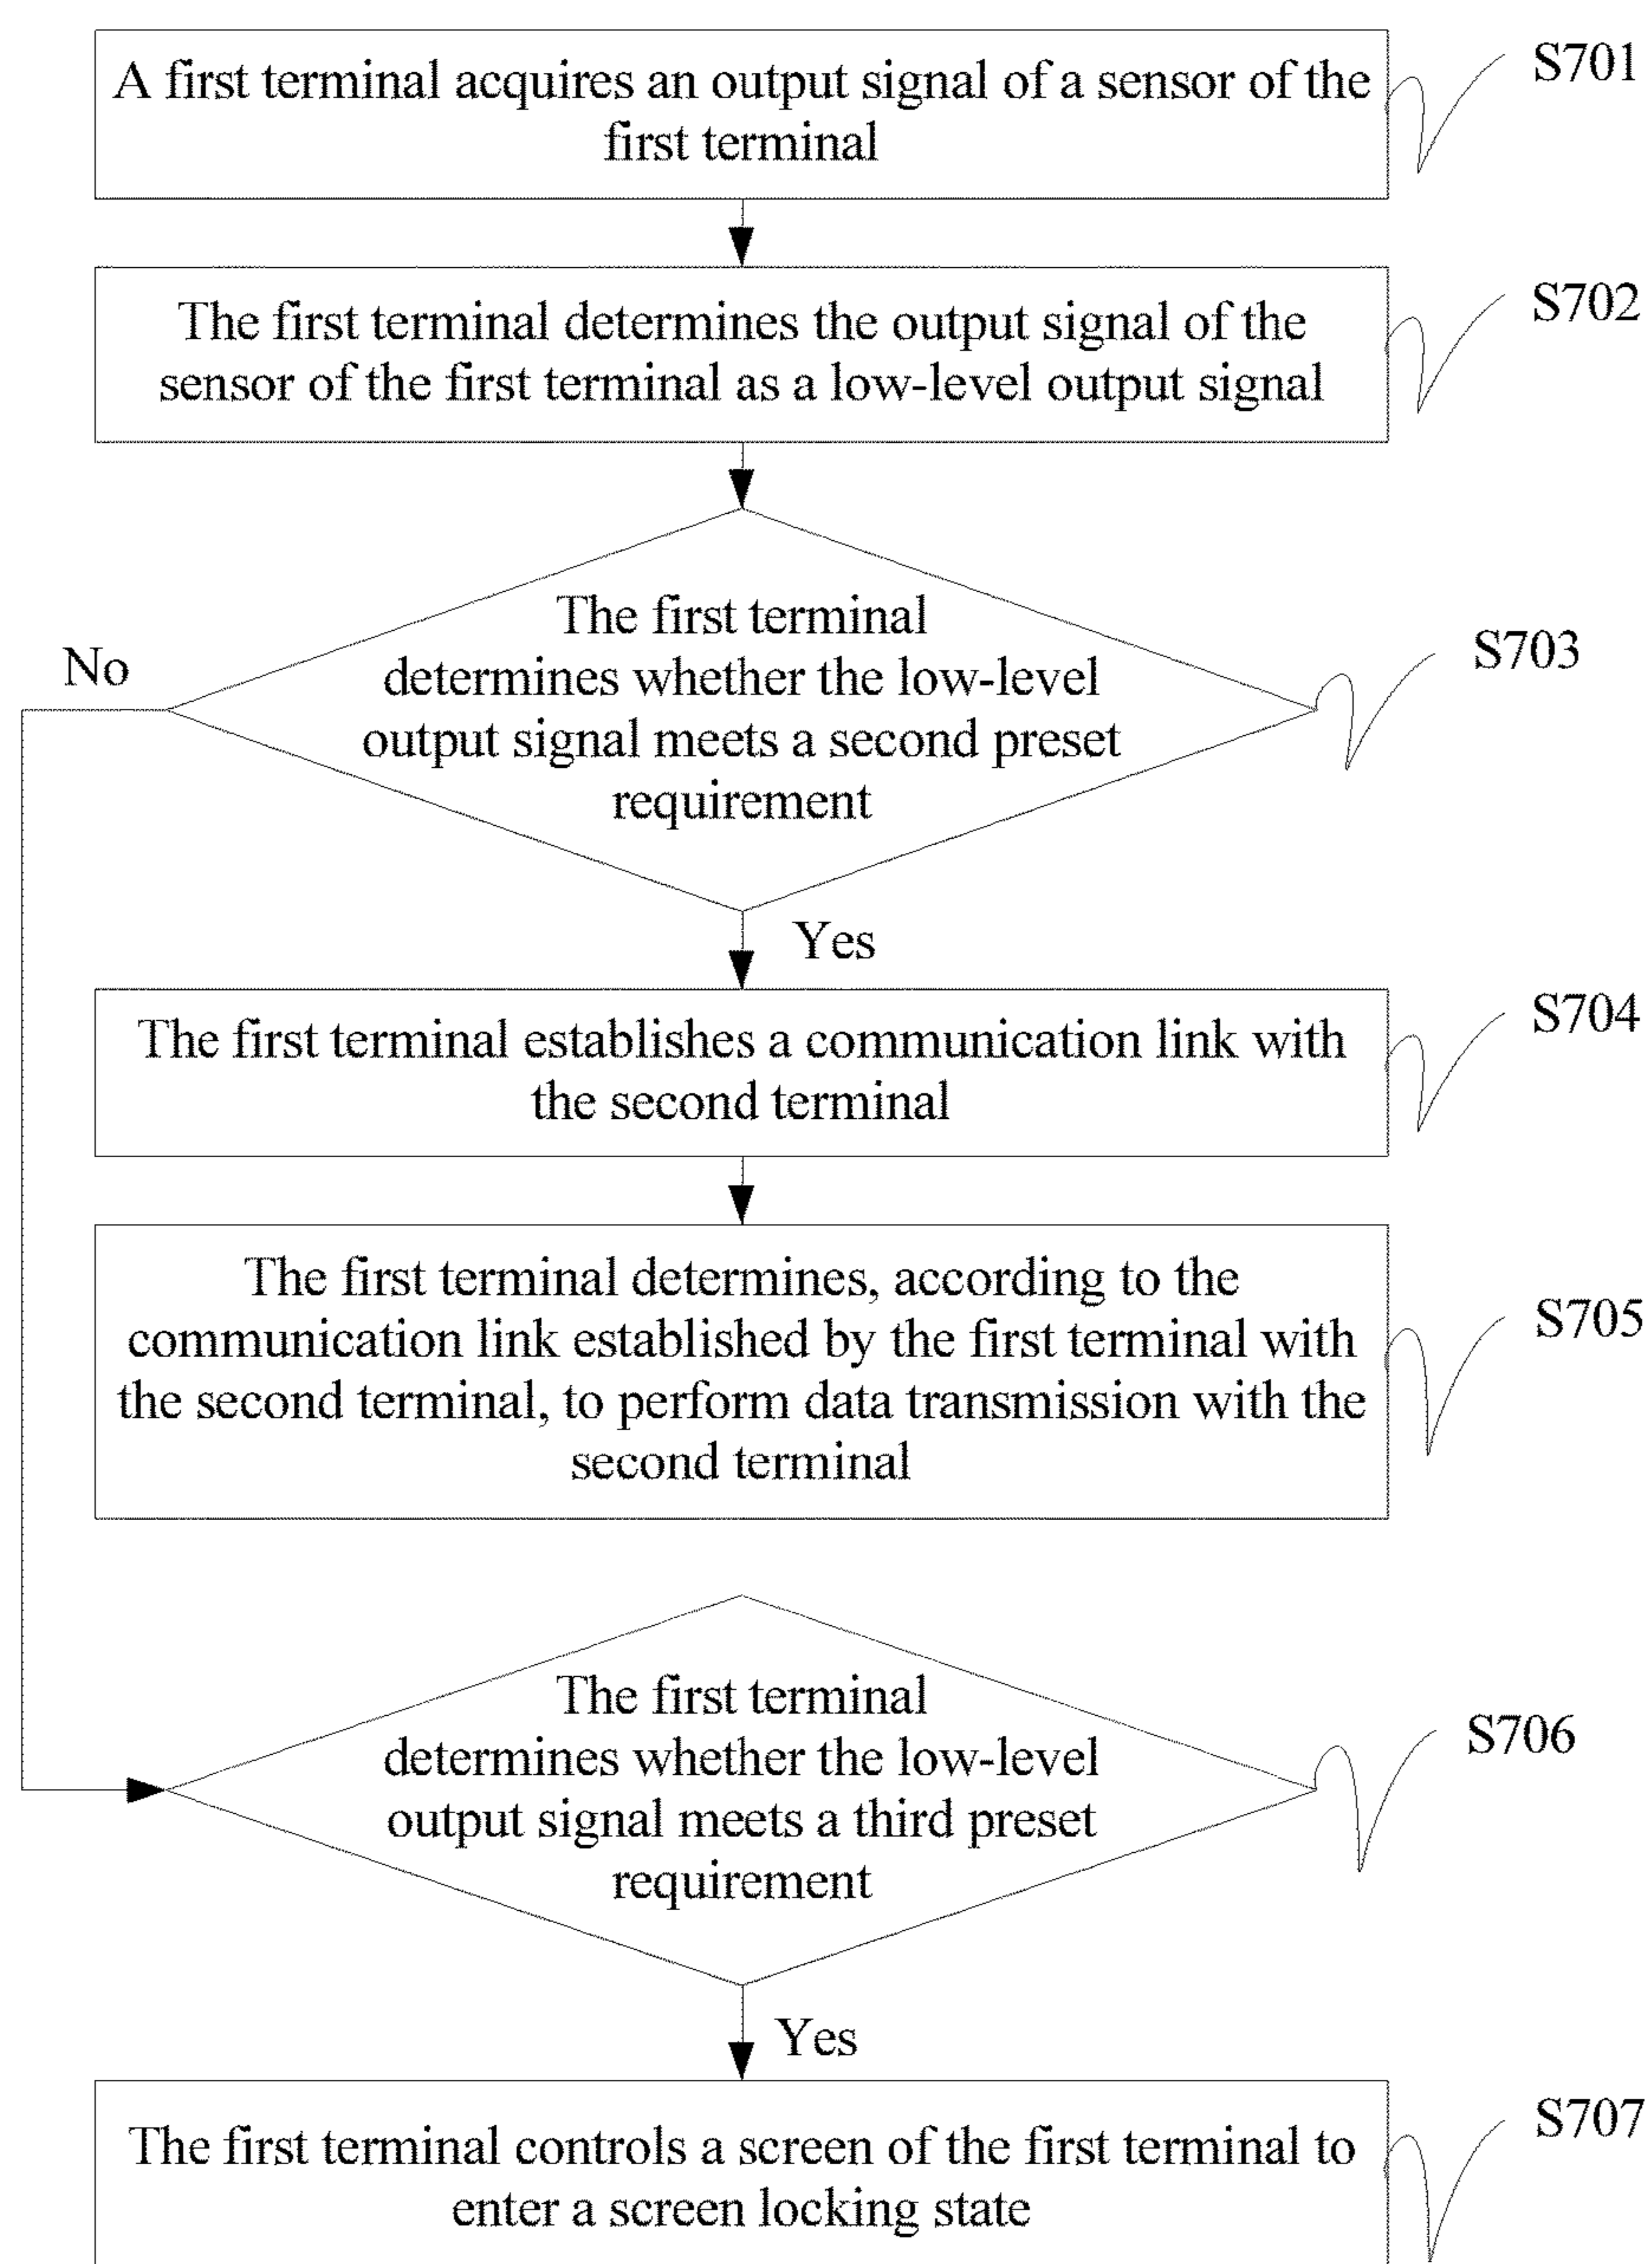 A first terminal acquires an output signal of a sensor of the
first terminal
S701
The first terminal determines the output signal of the
sensor of the first terminal as a low-level output signal
S702
The first terminal
determines whether the low-level
output signal meets a second preset
requirement
S703
No
Yes
The first terminal establishes a communication link with
the second terminal
S704
The first terminal determines, according to the
communication link established by the first terminal with
the second terminal, to perform data transmission with the
second terminal
S705
The first terminal
determines whether the low-level
output signal meets a third preset
requirement
S706
Yes
The first terminal controls a screen of the first terminal to
enter a screen locking state
S707